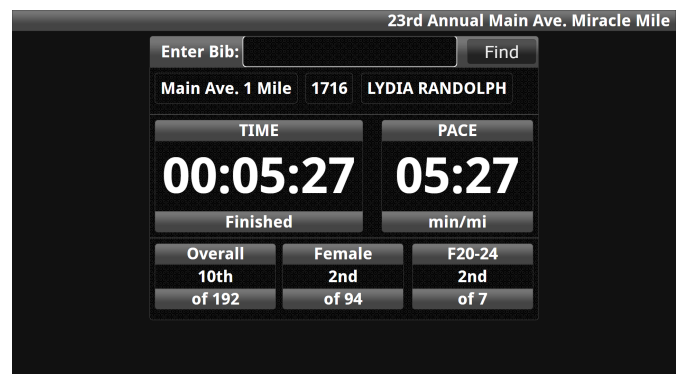 23rd Annual Main Ave. Miracle Mile
Enter Bib: Find
Main Ave. 1 Mile 1716 LYDIA RANDOLPH
TIME PACE
00:05:27 05:27
Finished min/mi
Overall Female F20-24
10th 2nd 2nd
of 192 of 94 of 7